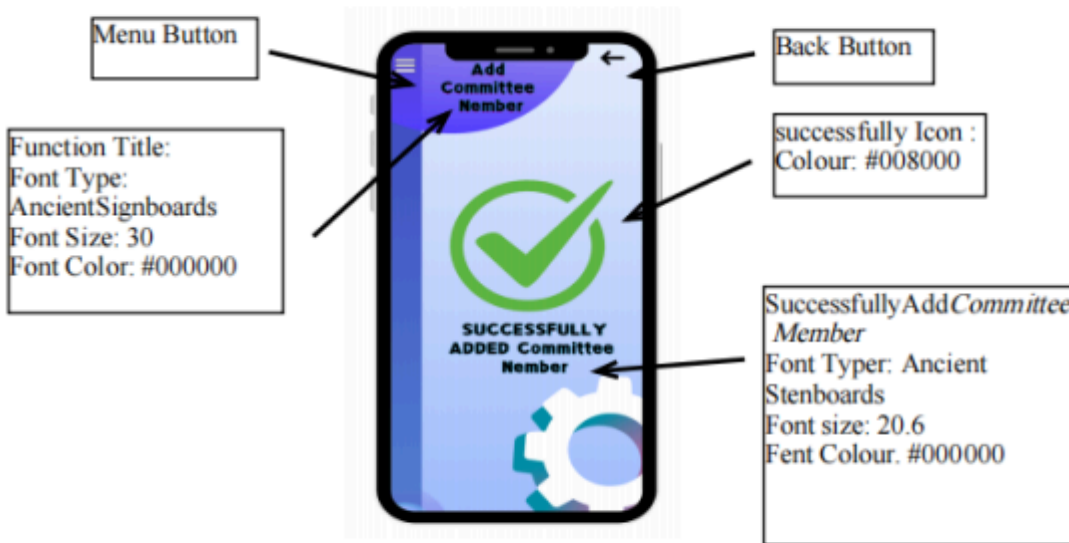 Menu Button
Back Button
Add
Committee
Nember
successfully Icon :
Colour: #008000
Function Title:
Font Type:
AncientSignboards
Font Size: 30
Font Color: #000000
SUCCESSFULLY
ADDED Committee
Nember
SuccessfullyAddCommittee
Member
Font Typer: Ancient
Stenboards
Font size: 20.6
Fent Colour. #000000